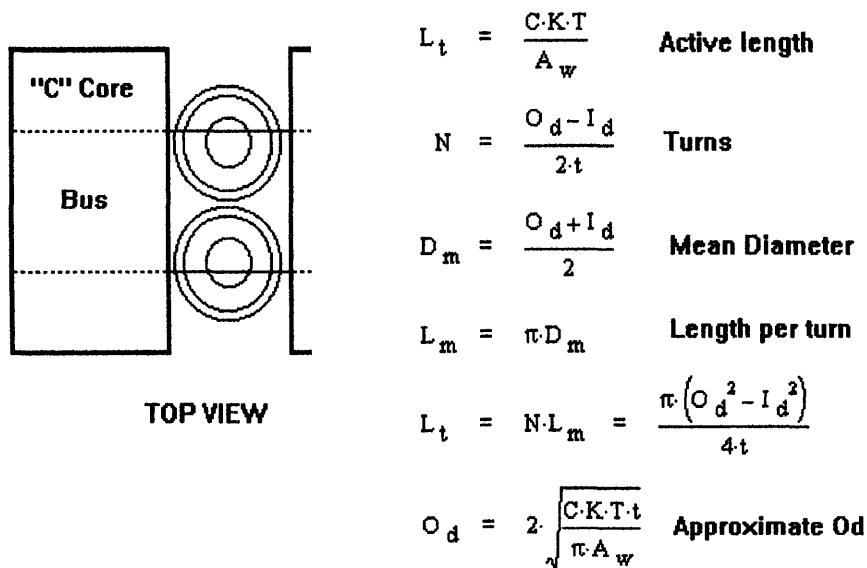 "C" Core
Bus
TOP VIEW
L_t = C·K·T / A_w Active length
N = O_d − I_d / 2·t Turns
D_m = O_d + I_d / 2 Mean Diameter
L_m = π·D_m Length per turn
L_t = N·L_m = π·(O_d² − I_d²) / 4·t
O_d = 2·√(C·K·T·t / π·A_w) Approximate Od